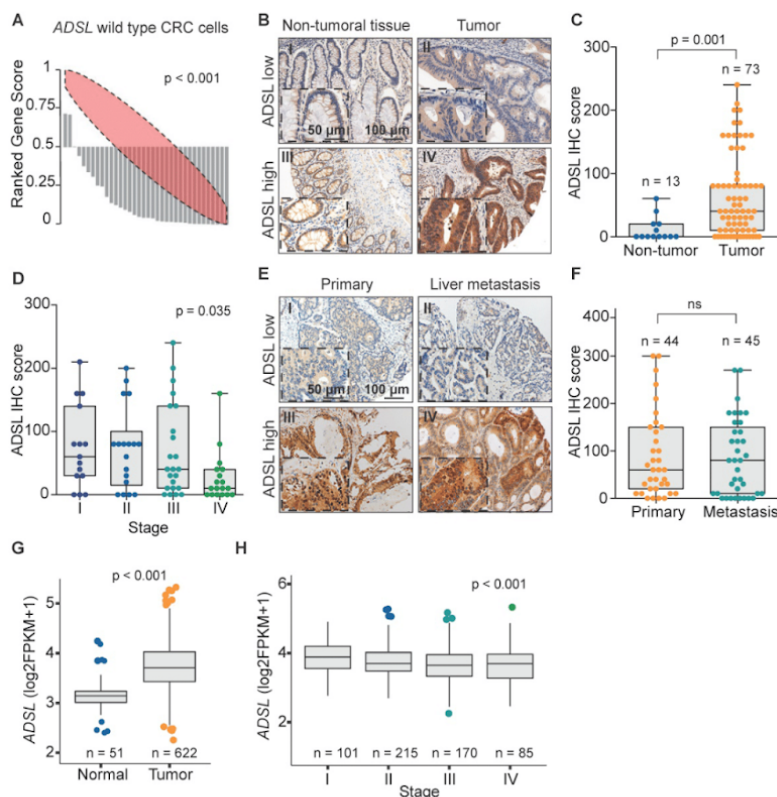 A
ADSL wild type CRC cells
p < 0.001
Ranked Gene Score
1
0.75
0.5
0.25
0
B
Non-tumoral tissue
Tumor
ADSL low
ADSL high
I
II
III
IV
50 µm
100 µm
C
p = 0.001
n = 73
n = 13
ADSL IHC score
300
200
100
0
Non-tumor
Tumor
D
p = 0.035
ADSL IHC score
300
200
100
0
I
II
III
IV
Stage
E
Primary
Liver metastasis
ADSL low
ADSL high
I
II
III
IV
50 µm
100 µm
F
ns
n = 44
n = 45
ADSL IHC score
400
300
200
100
0
Primary
Metastasis
G
p < 0.001
ADSL (log2FPKM+1)
5
4
3
2
n = 51
n = 622
Normal
Tumor
H
p < 0.001
ADSL (log2FPKM+1)
6
4
2
n = 101
n = 215
n = 170
n = 85
I
II
III
IV
Stage